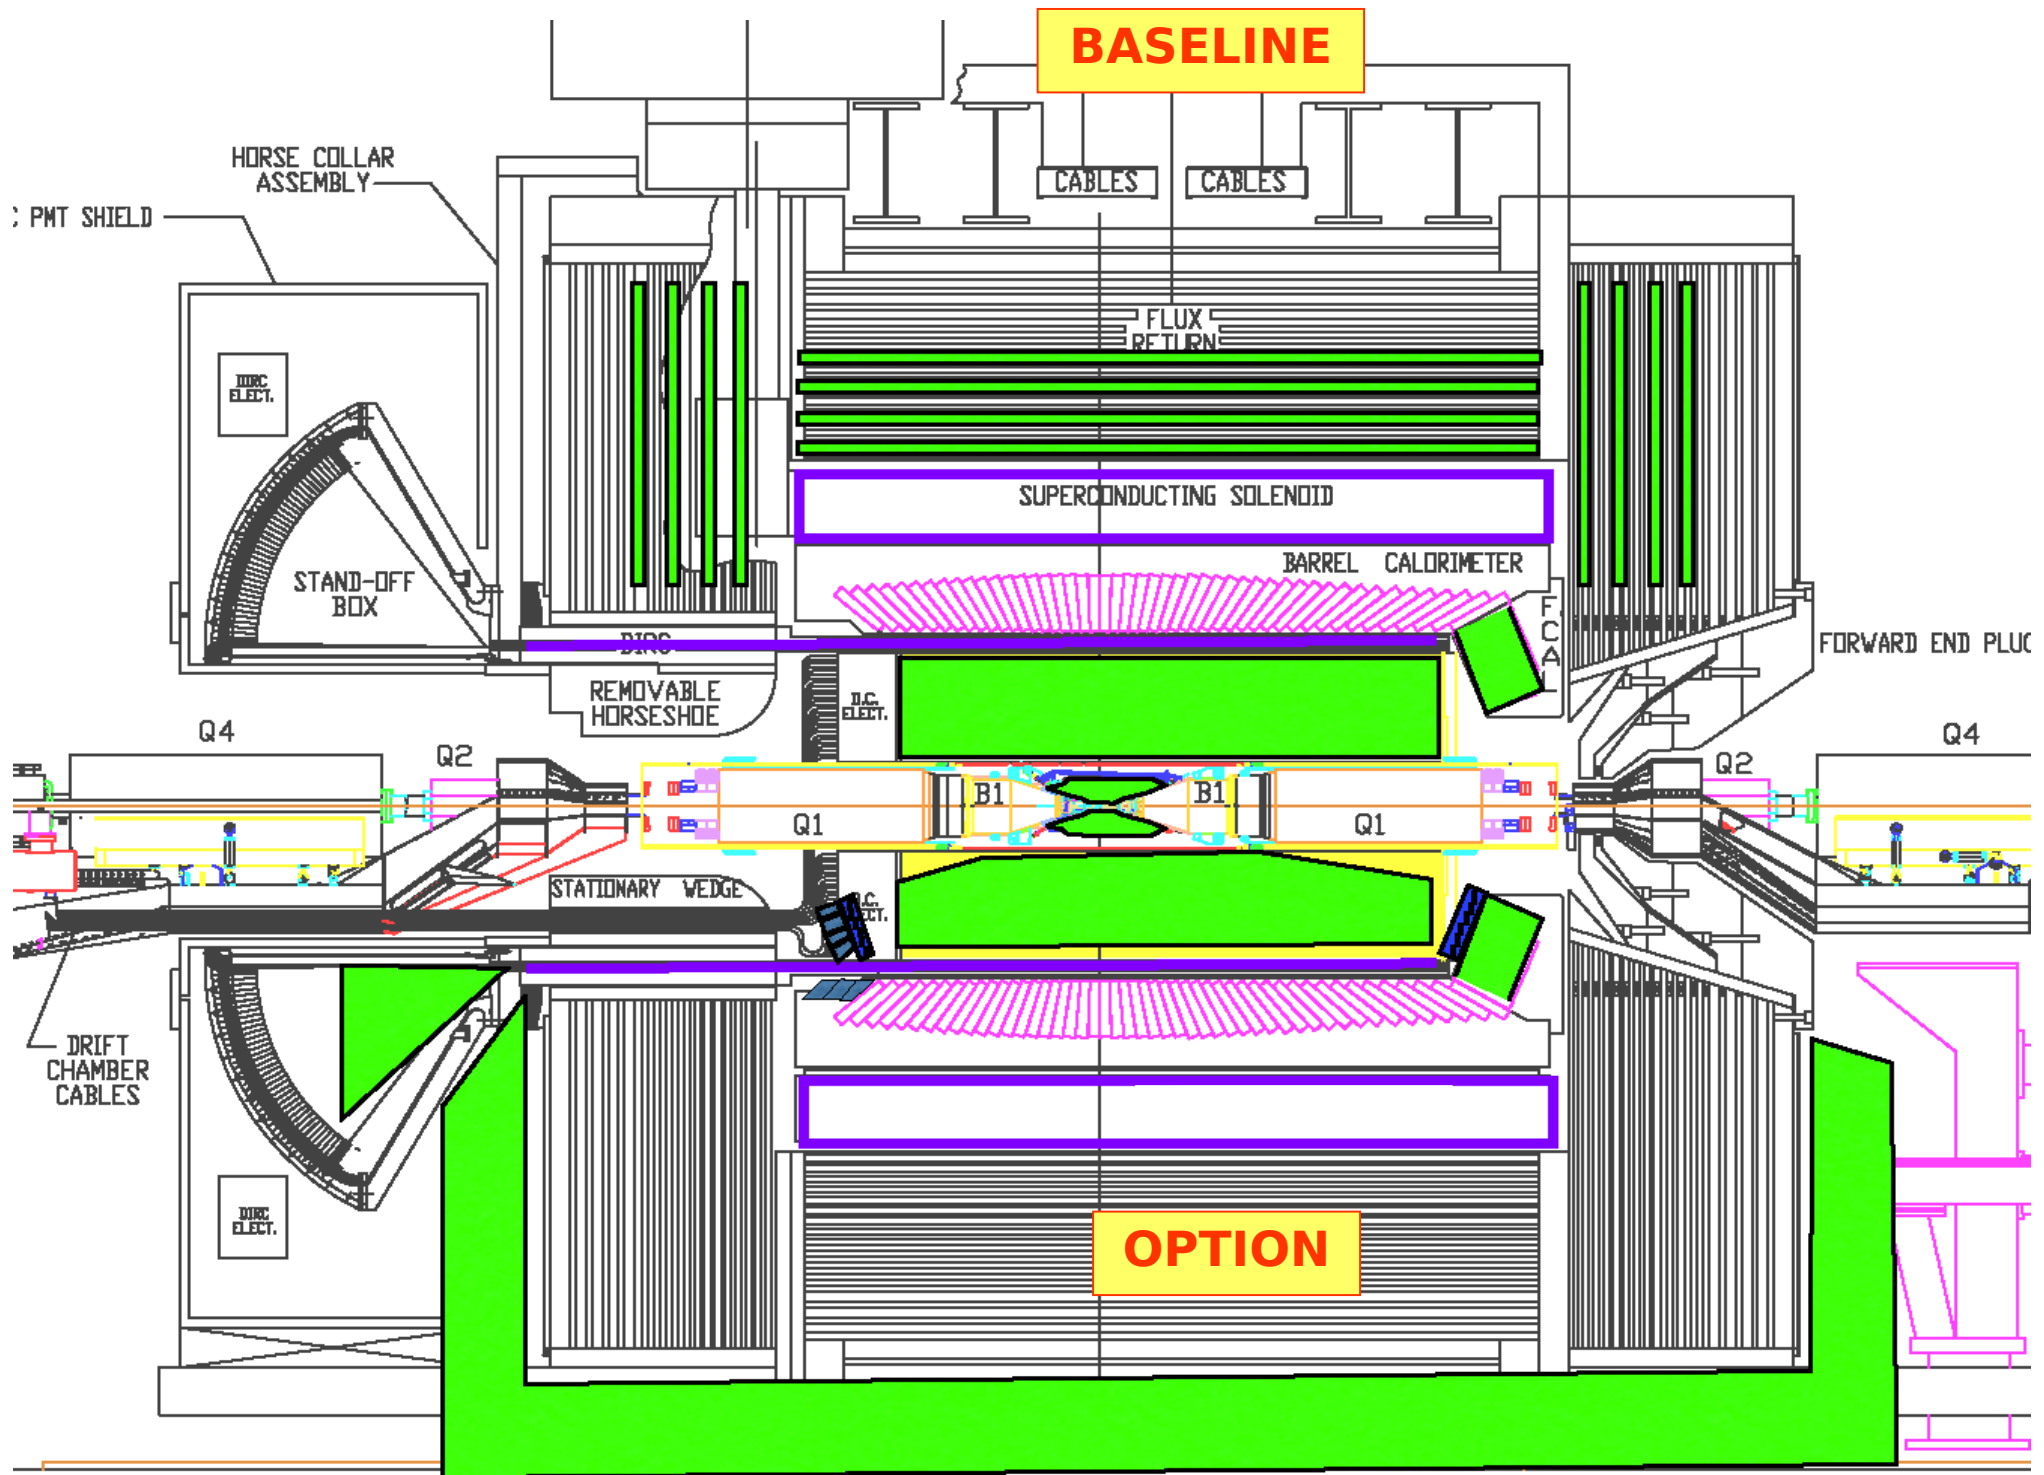 BASELINE
HORSE COLLAR
ASSEMBLY
C PMT SHIELD
CABLES
CABLES
FLUX
RETURN
DIRC
ELECT.
SUPERCONDUCTING SOLENOID
BARREL CALORIMETER
STAND-OFF
BOX
F.
C
A
L
DIRC
FORWARD END PLUG
REMOVABLE
HORSESHOE
D.C.
ELECT.
Q4
Q2
Q2
Q4
B1
B1
Q1
Q1
STATIONARY WEDGE
D.C.
ELECT.
DRIFT
CHAMBER
CABLES
DIRC
ELECT.
OPTION